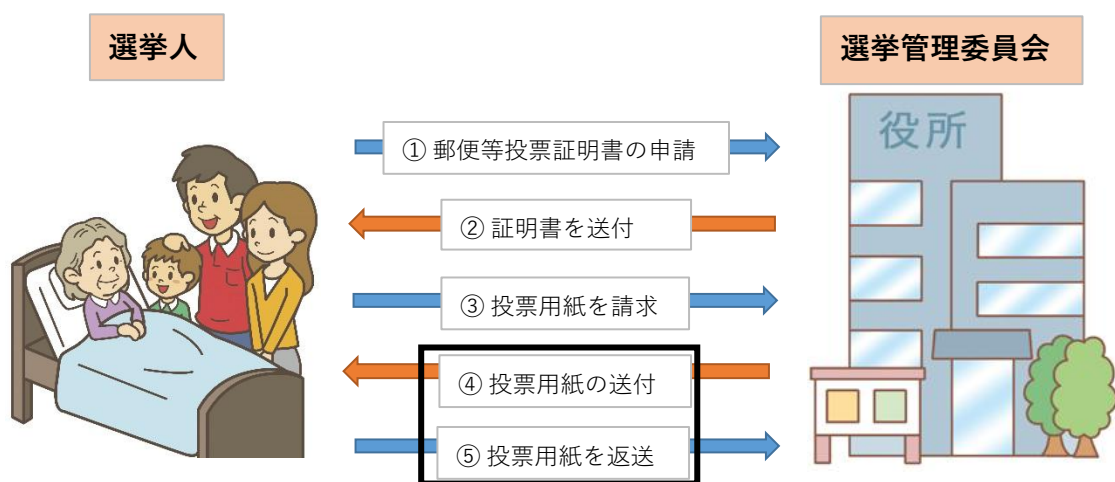 選挙人
選挙管理委員会
役所
① 郵便等投票証明書の申請
② 証明書を送付
③ 投票用紙を請求
④ 投票用紙の送付
⑤ 投票用紙を返送